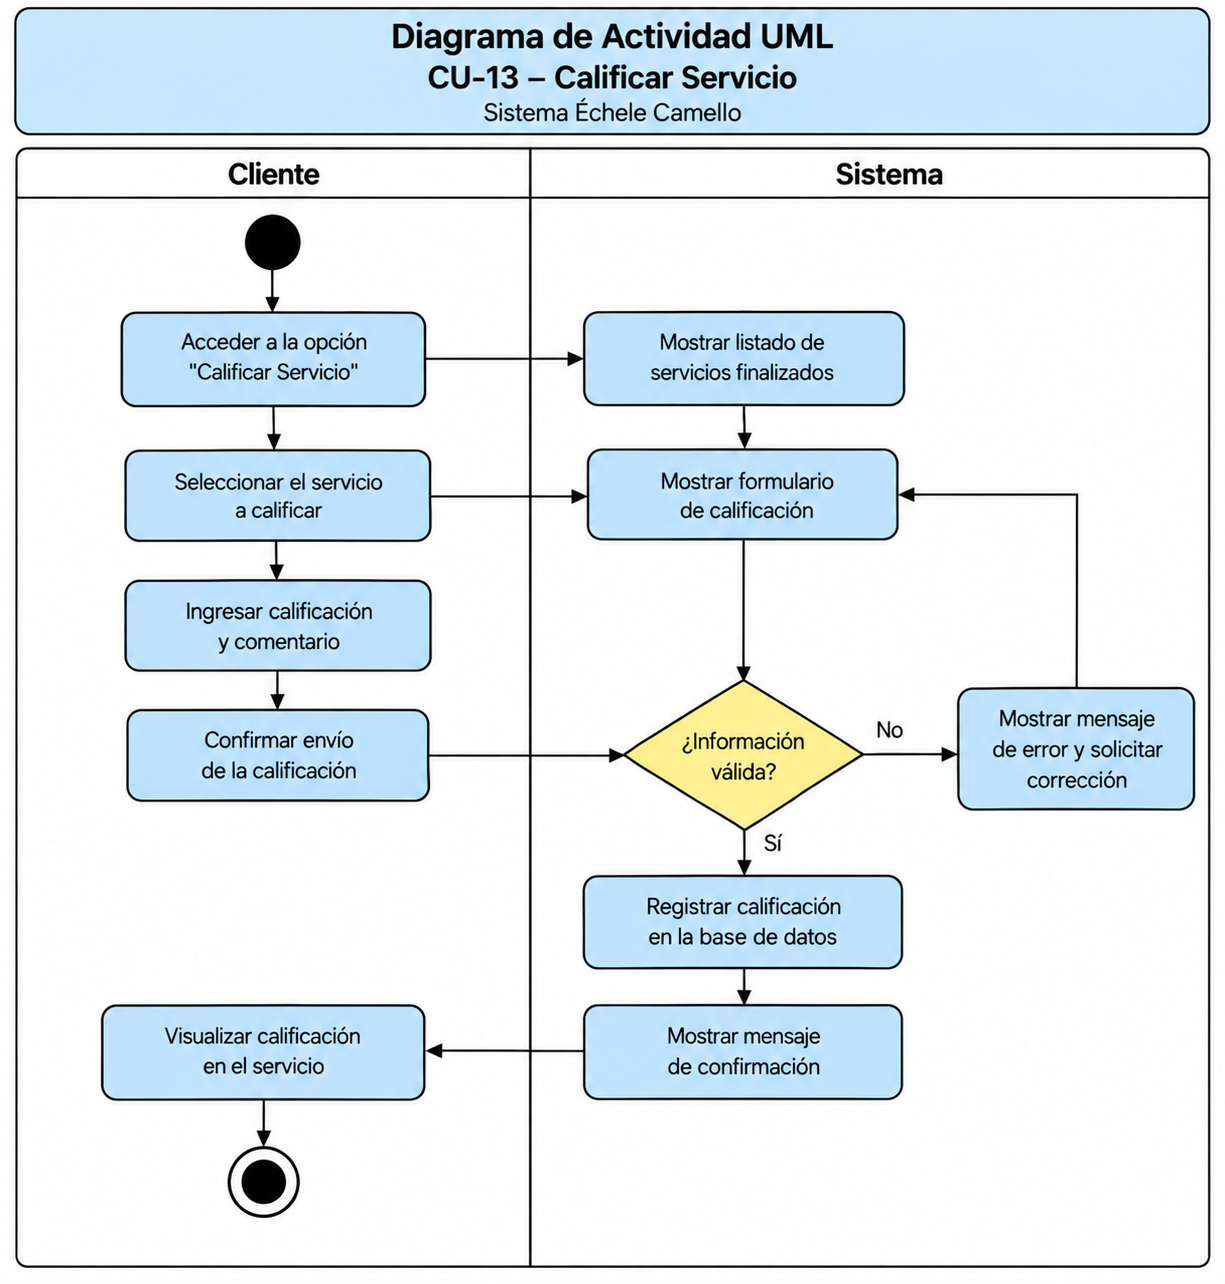 Diagrama de Actividad UML
CU-13 – Calificar Servicio
Sistema Échele Camello
Cliente
Sistema
Acceder a la opción
"Calificar Servicio"
Mostrar listado de
servicios finalizados
Seleccionar el servicio
a calificar
Mostrar formulario
de calificación
Ingresar calificación
y comentario
Confirmar envío
de la calificación
¿Información
válida?
No
Mostrar mensaje
de error y solicitar
corrección
Sí
Registrar calificación
en la base de datos
Visualizar calificación
en el servicio
Mostrar mensaje
de confirmación